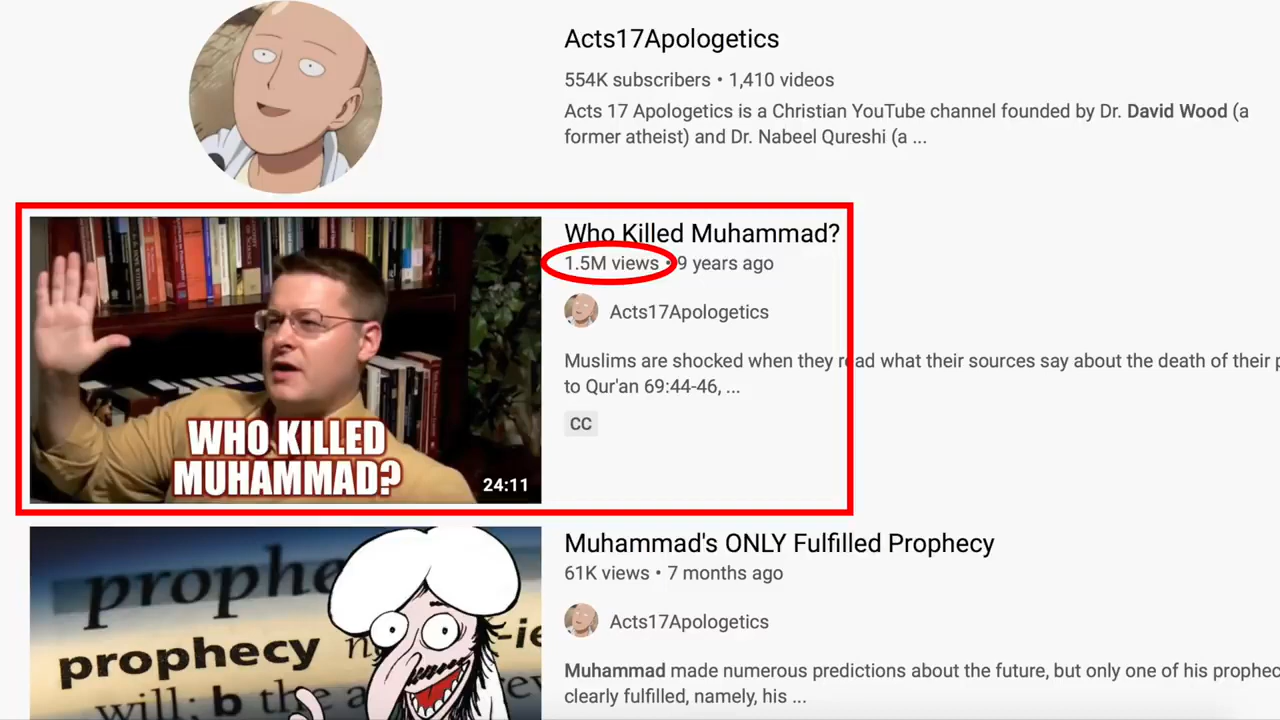 Acts17Apologetics
554K subscribers • 1,410 videos
Acts 17 Apologetics is a Christian YouTube channel founded by Dr. David Wood (a
former atheist) and Dr. Nabeel Qureshi (a ...
Who Killed Muhammad?
1.5M views • 9 years ago
Acts17Apologetics
Muslims are shocked when they read what their sources say about the death of their p
to Qur'an 69:44-46, ...
CC
WHO KILLED
MUHAMMAD?
24:11
Muhammad's ONLY Fulfilled Prophecy
61K views • 7 months ago
Acts17Apologetics
Muhammad made numerous predictions about the future, but only one of his prophec
clearly fulfilled, namely, his ...
prophe
prophecy n -ie
will; b the a